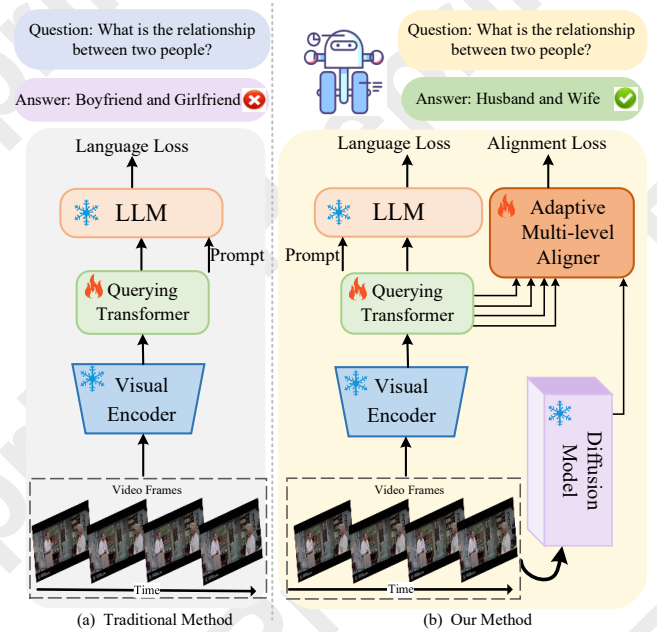 Question: What is the relationship
between two people?
Answer: Boyfriend and Girlfriend
Language Loss
LLM
Prompt
Querying
Transformer
Visual
Encoder
Video Frames
Time
(a) Traditional Method
Question: What is the relationship
between two people?
Answer: Husband and Wife
Language Loss
Alignment Loss
LLM
Adaptive
Multi-level
Aligner
Prompt
Querying
Transformer
Visual
Encoder
Diffusion
Model
Video Frames
Time
(b) Our Method